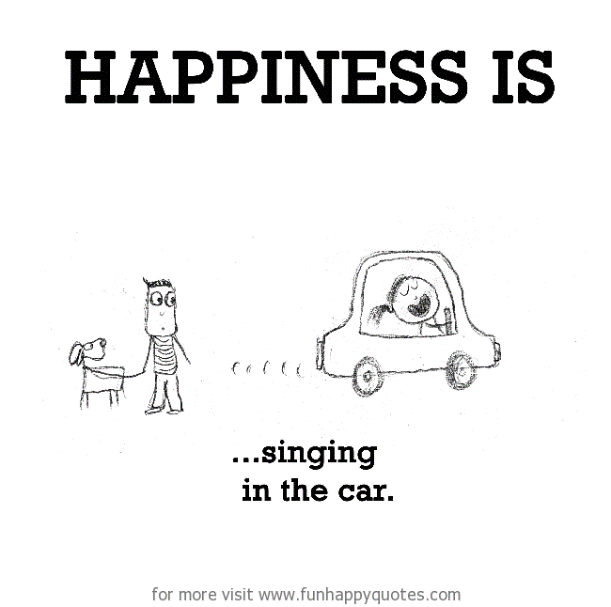 HAPPINESS IS
...singing
in the car.
for more visit www.funhappyquotes.com